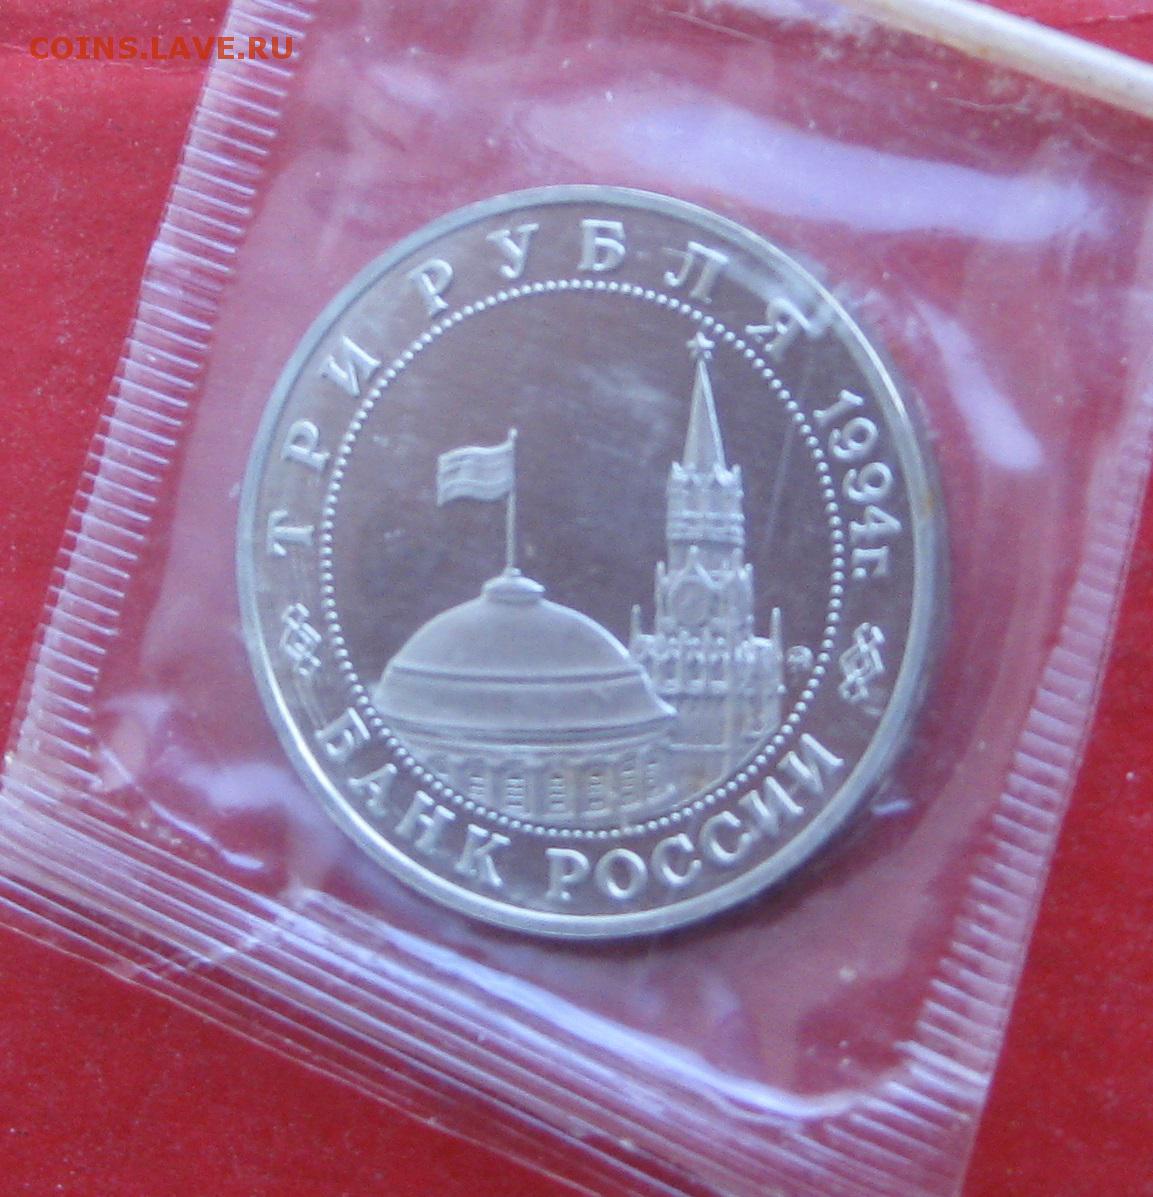 COINS.LAVE.RU
ТРИ РУБЛЯ 1994г.
БАНК РОССИИ